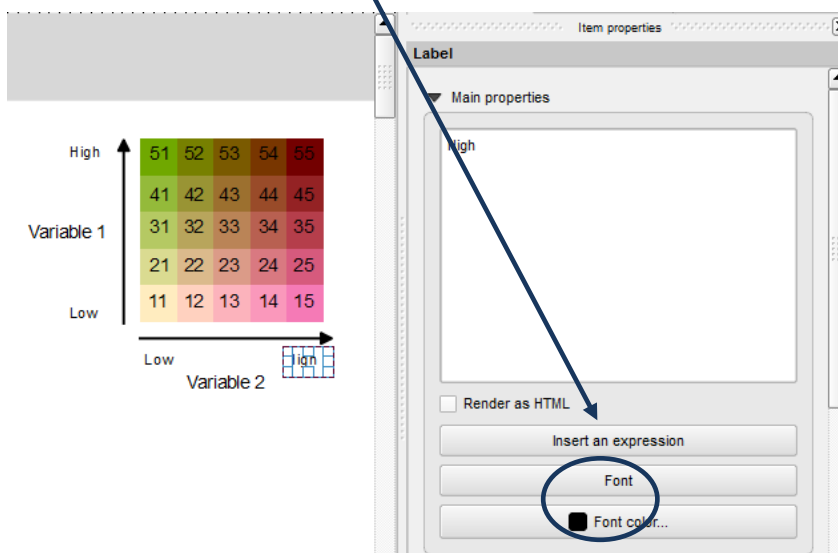 Item properties
Label
Main properties
High
High
51 52 53 54 55
41 42 43 44 45
Variable 1
31 32 33 34 35
21 22 23 24 25
11 12 13 14 15
Low
Low
High
Variable 2
Render as HTML
Insert an expression
Font
Font color...